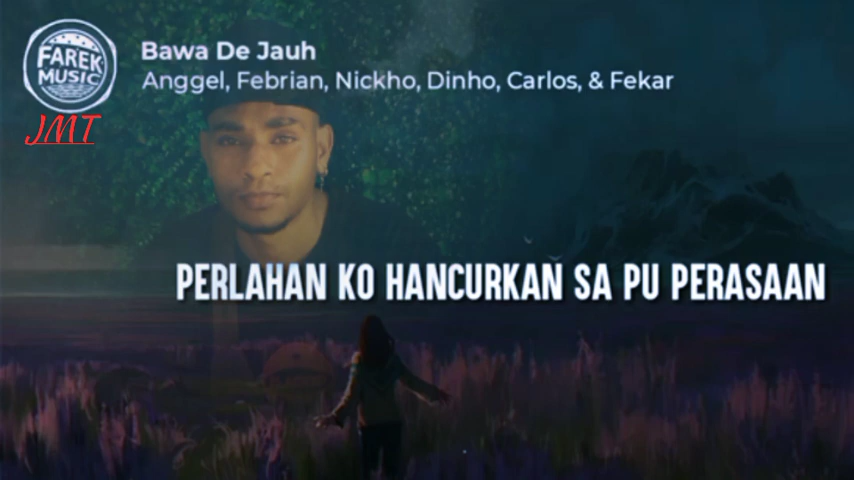 FAREK
MUSIC
JMT
Bawa De Jauh
Anggel, Febrian, Nickho, Dinho, Carlos, & Fekar
PERLAHAN KO HANCURKAN SA PU PERASAAN